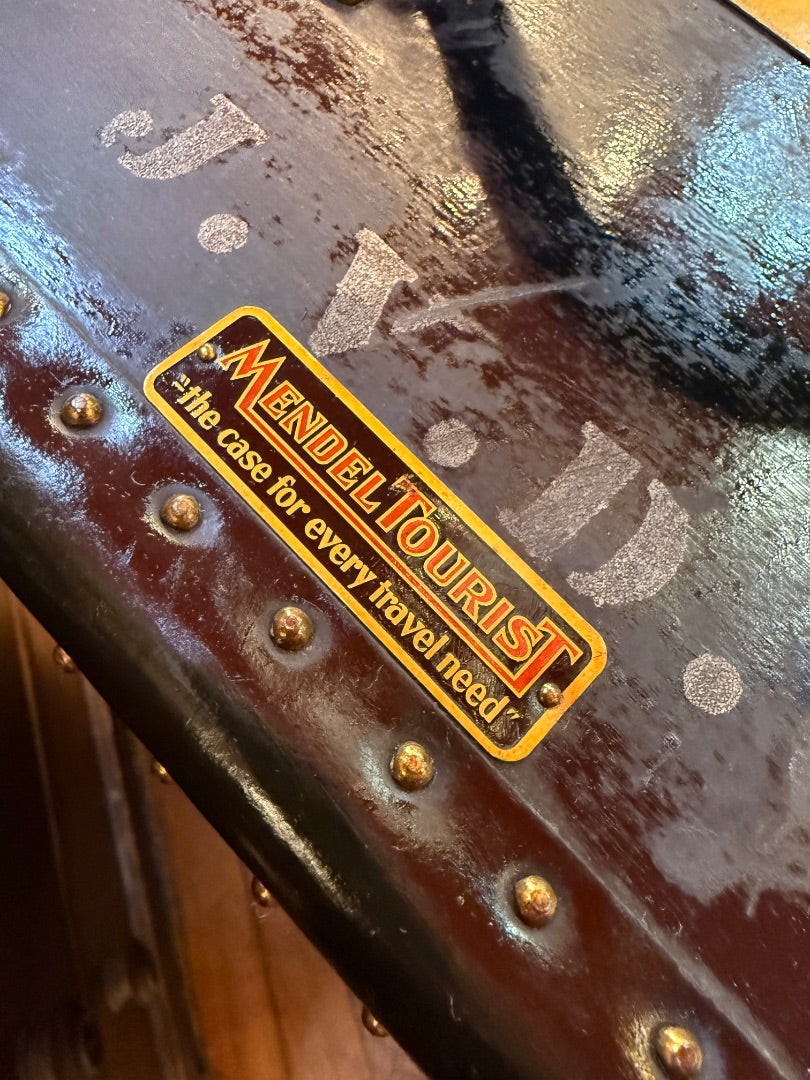 J.V.D.
MENDEL TOURIST
"the case for every travel need"